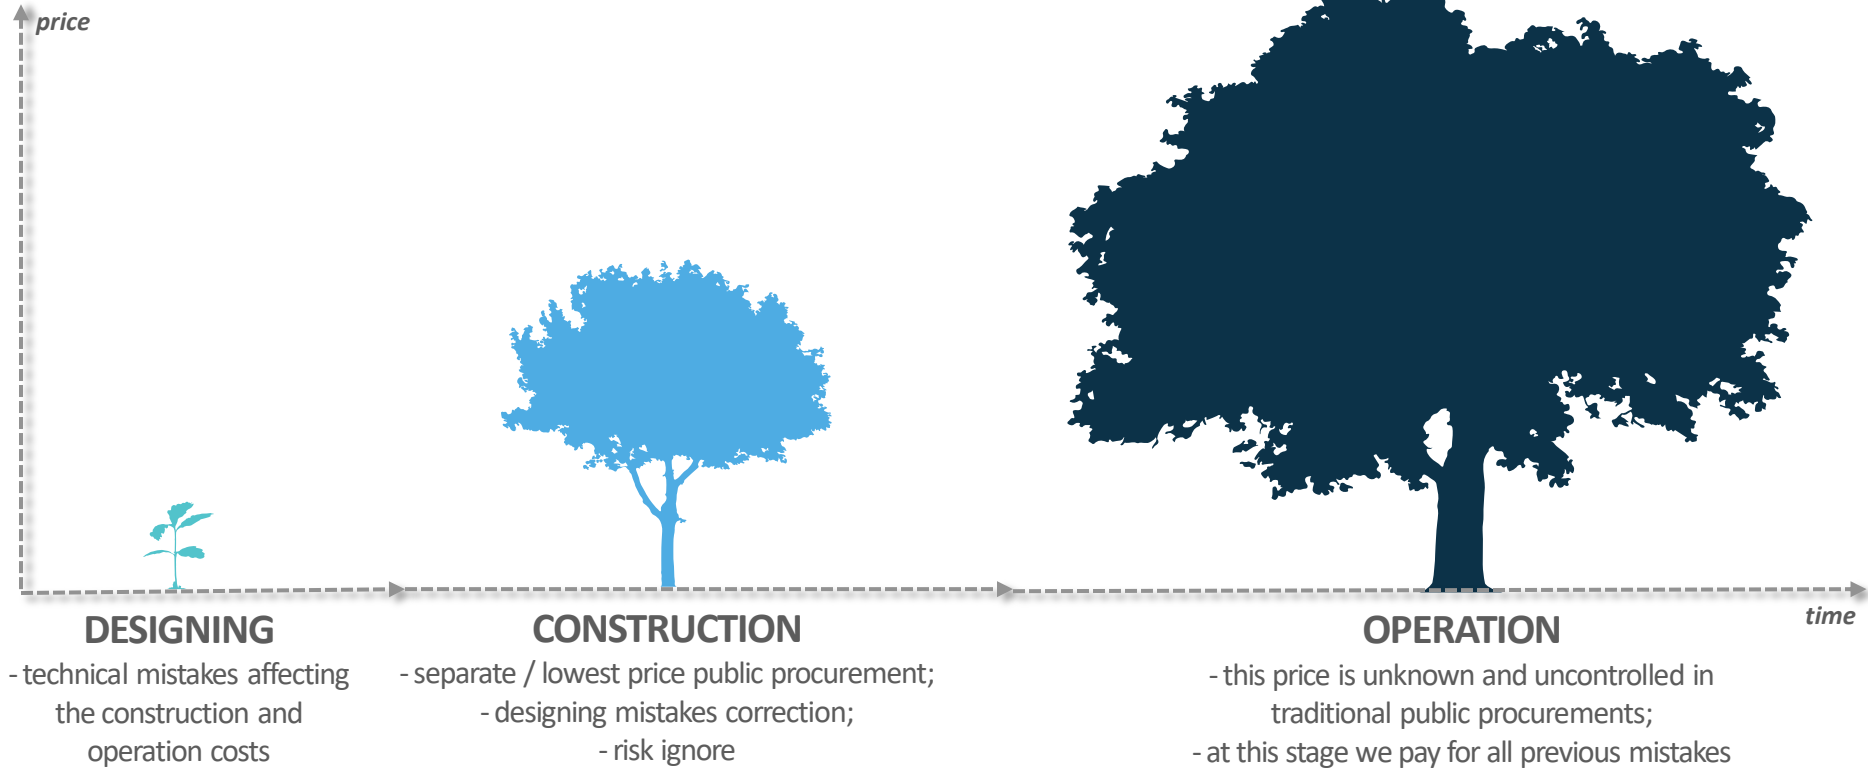 price
time
DESIGNING
- technical mistakes affecting
the construction and
operation costs
CONSTRUCTION
- separate / lowest price public procurement;
- designing mistakes correction;
- risk ignore
OPERATION
- this price is unknown and uncontrolled in
traditional public procurements;
- at this stage we pay for all previous mistakes